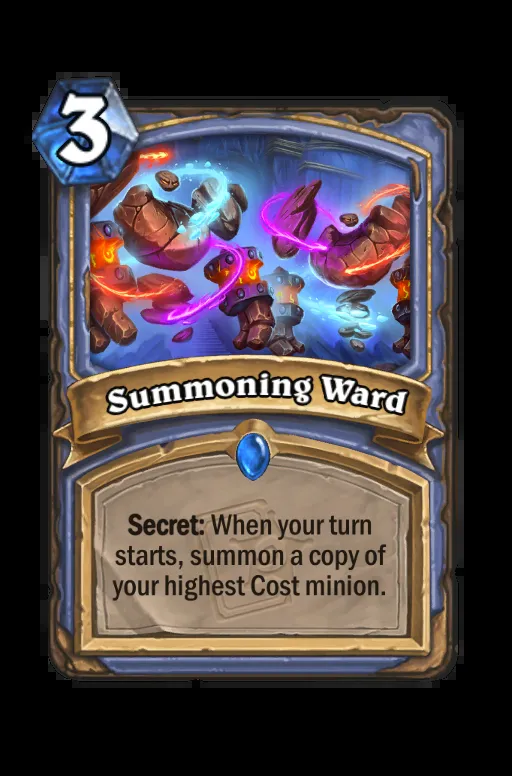 3
Summoning Ward
Secret: When your turn
starts, summon a copy of
your highest Cost minion.